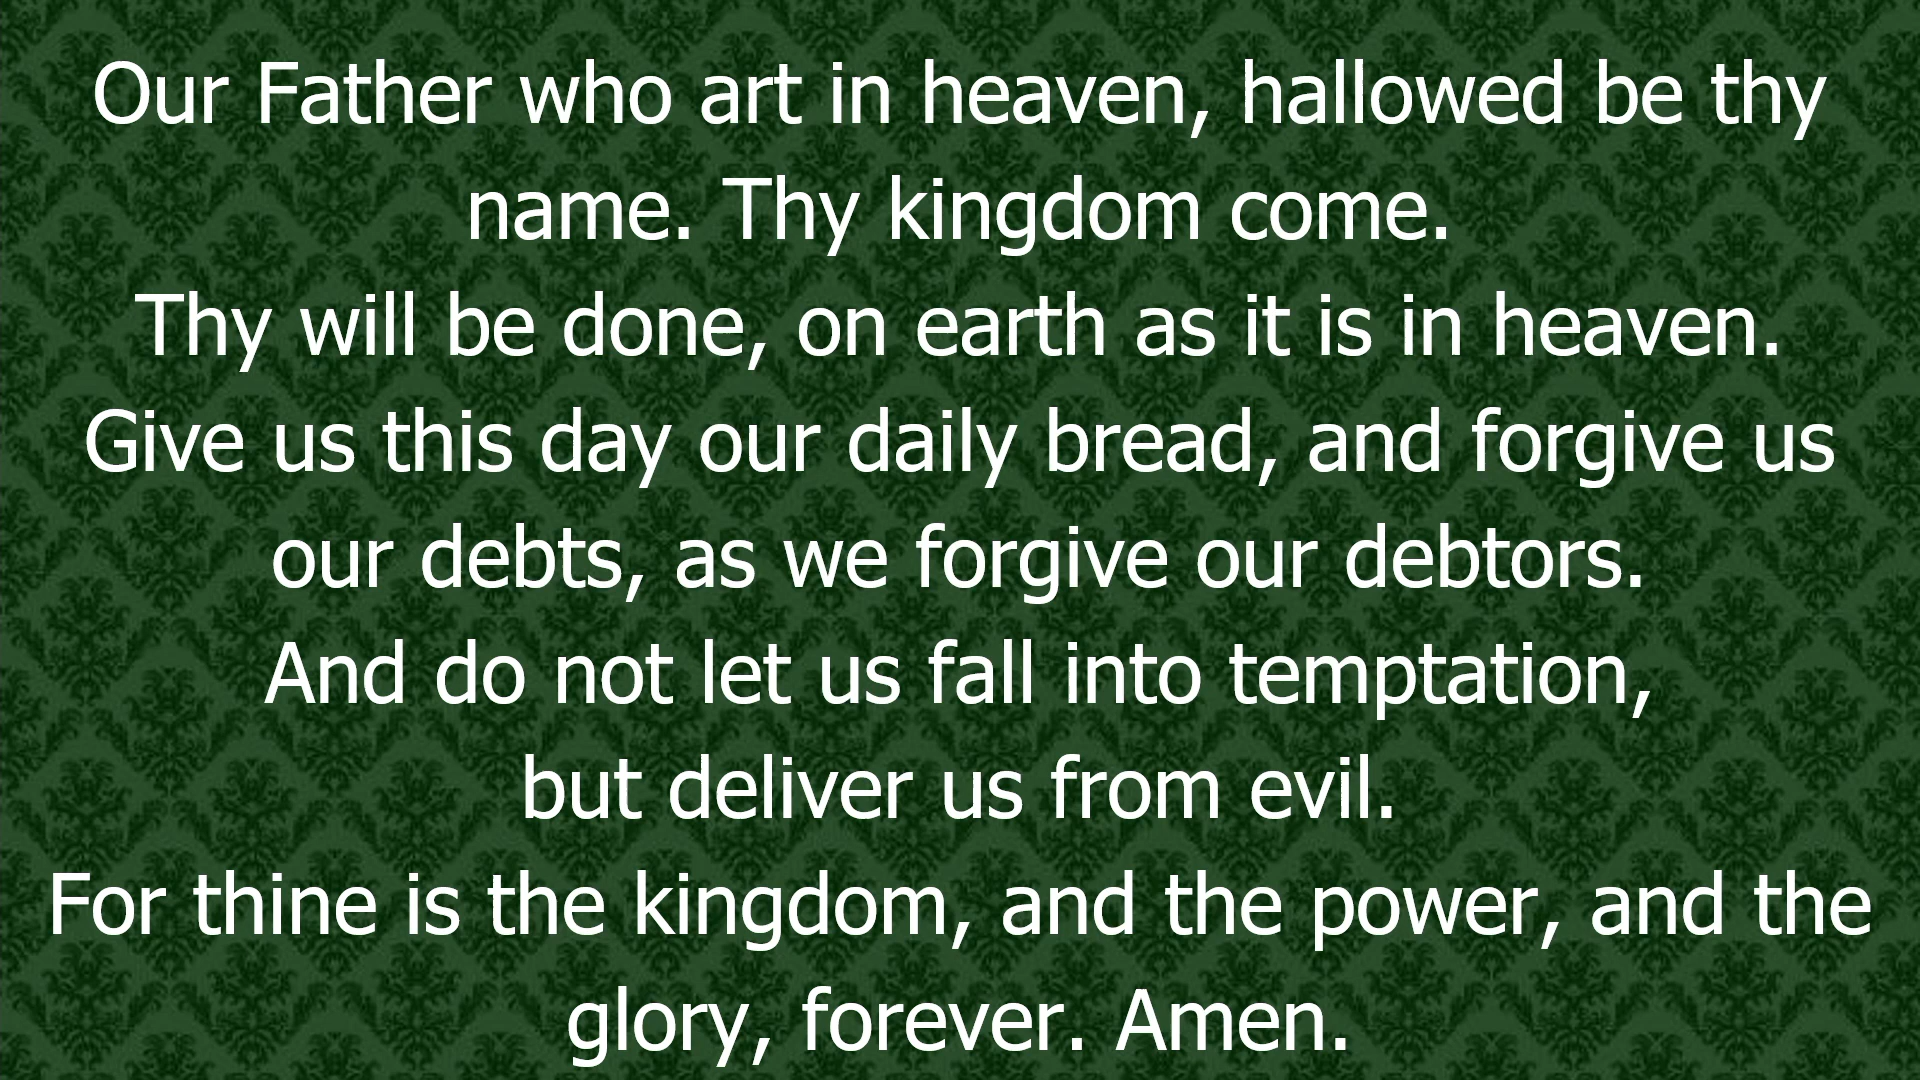 Our Father who art in heaven, hallowed be thy
name. Thy kingdom come.
Thy will be done, on earth as it is in heaven.
Give us this day our daily bread, and forgive us
our debts, as we forgive our debtors.
And do not let us fall into temptation,
but deliver us from evil.
For thine is the kingdom, and the power, and the
glory, forever. Amen.